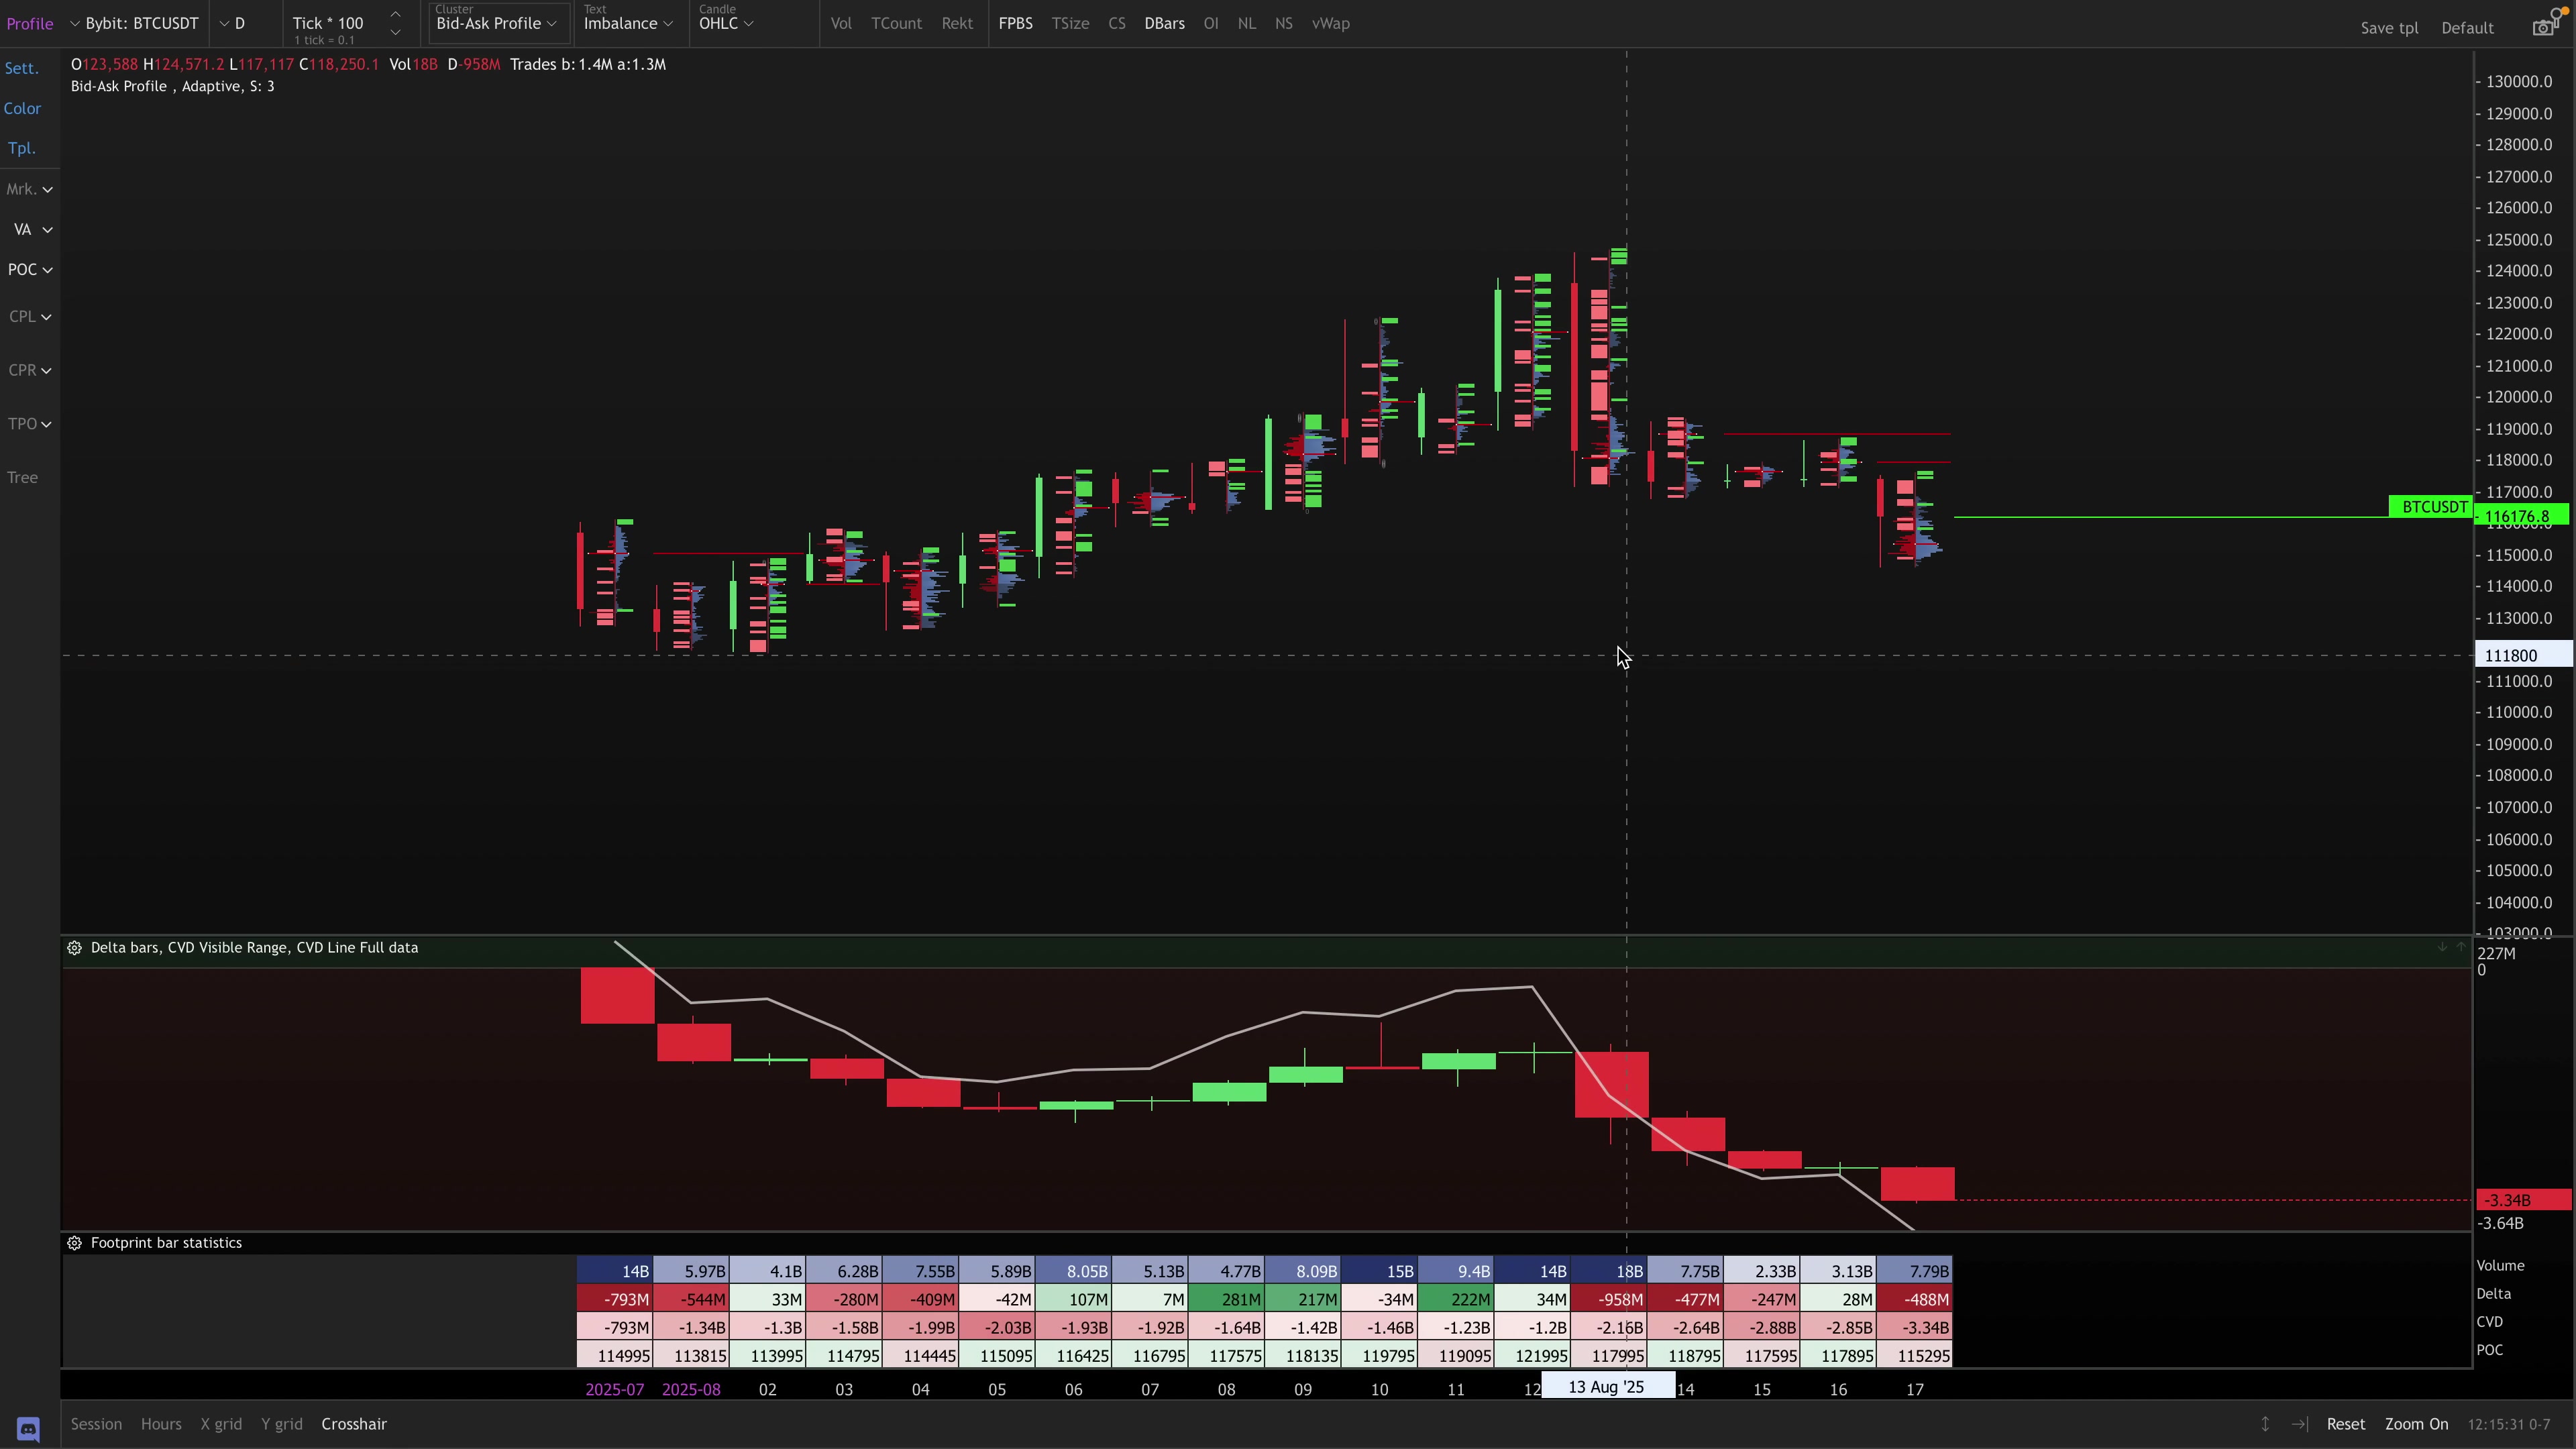 Profile Bybit: BTCUSDT D Tick * 100 Cluster Bid-Ask Profile Text Imbalance Candle OHLC Vol TCount Rekt FPBS TSize CS DBars OI NL NS vWap Save tpl Default
1 tick = 0.1
Sett.
Color
Tpl.
Mrk.
VA
POC
CPL
CPR
TPO
Tree
O123,588 H124,571.2 L117,117 C118,250.1 Vol18B D-958M Trades b:1.4M a:1.3M
Bid-Ask Profile , Adaptive, S: 3
130000.0
129000.0
128000.0
127000.0
126000.0
125000.0
124000.0
123000.0
122000.0
121000.0
120000.0
119000.0
118000.0
117000.0
BTCUSDT 116176.8
115000.0
114000.0
113000.0
111800
111000.0
110000.0
109000.0
108000.0
107000.0
106000.0
105000.0
104000.0
103000.0
Delta bars, CVD Visible Range, CVD Line Full data
227M
0
-3.34B
-3.64B
Footprint bar statistics
14B 5.97B 4.1B 6.28B 7.55B 5.89B 8.05B 5.13B 4.77B 8.09B 15B 9.4B 14B 18B 7.75B 2.33B 3.13B 7.79B Volume
-793M -544M 33M -280M -409M -42M 107M 7M 281M 217M -34M 222M 34M -958M -477M -247M 28M -488M Delta
-793M -1.34B -1.3B -1.58B -1.99B -2.03B -1.93B -1.92B -1.64B -1.42B -1.46B -1.23B -1.2B -2.16B -2.64B -2.88B -2.85B -3.34B CVD
114995 113815 113995 114795 114445 115095 116425 116795 117575 118135 119795 119095 121995 117995 118795 117595 117895 115295 POC
2025-07 2025-08 02 03 04 05 06 07 08 09 10 11 12 13 Aug '25 14 15 16 17
Session Hours X grid Y grid Crosshair Reset Zoom On 12:15:31 0-7